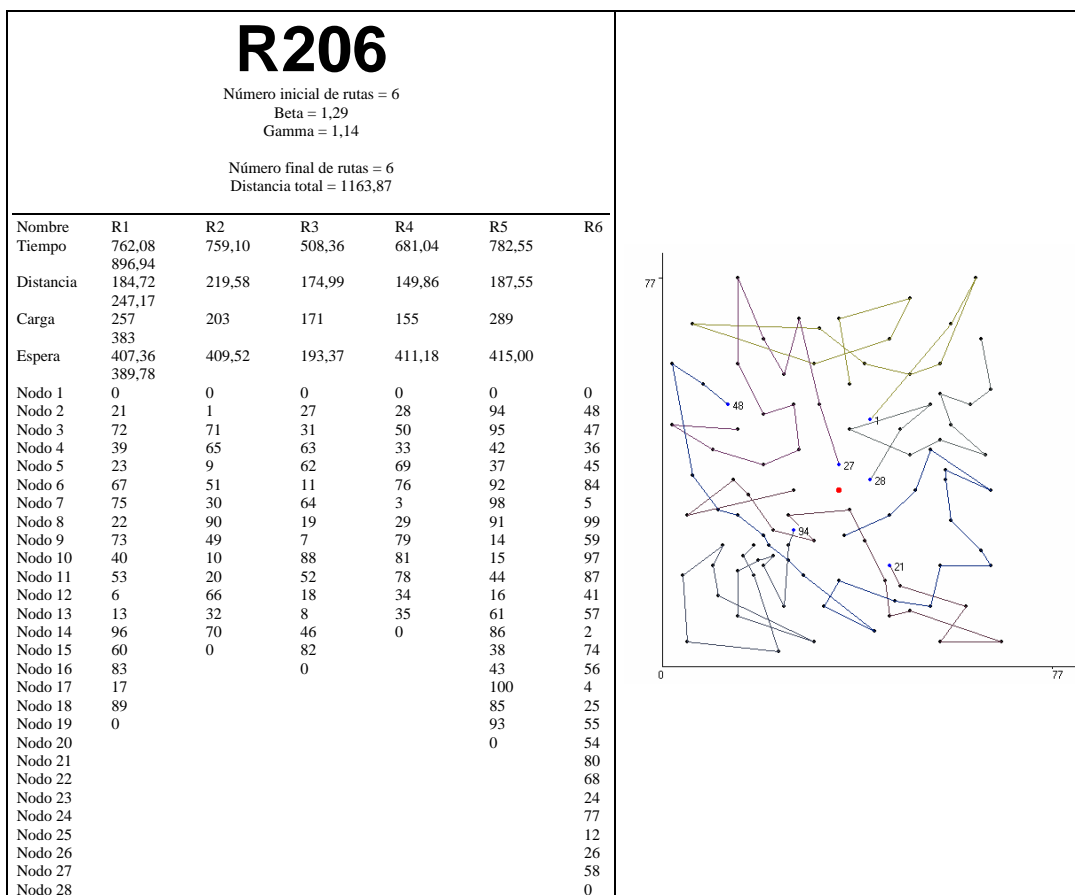 R206
Número inicial de rutas = 6
Beta = 1,29
Gamma = 1,14
Número final de rutas = 6
Distancia total = 1163,87
Nombre R1 R2 R3 R4 R5 R6
Tiempo 762,08 759,10 508,36 681,04 782,55
896,94
Distancia 184,72 219,58 174,99 149,86 187,55
247,17
Carga 257 203 171 155 289
383
Espera 407,36 409,52 193,37 411,18 415,00
389,78
Nodo 1 0 0 0 0 0 0
Nodo 2 21 1 27 28 94 48
Nodo 3 72 71 31 50 95 47
Nodo 4 39 65 63 33 42 36
Nodo 5 23 9 62 69 37 45
Nodo 6 67 51 11 76 92 84
Nodo 7 75 30 64 3 98 5
Nodo 8 22 90 19 29 91 99
Nodo 9 73 49 7 79 14 59
Nodo 10 40 10 88 81 15 97
Nodo 11 53 20 52 78 44 87
Nodo 12 6 66 18 34 16 41
Nodo 13 13 32 8 35 61 57
Nodo 14 96 70 46 0 86 2
Nodo 15 60 0 82 38 74
Nodo 16 83 0 43 56
Nodo 17 17 100 4
Nodo 18 89 85 25
Nodo 19 0 93 55
Nodo 20 0 54
Nodo 21 80
Nodo 22 68
Nodo 23 24
Nodo 24 77
Nodo 25 12
Nodo 26 26
Nodo 27 58
Nodo 28 0
77
48
1
27
28
94
21
0
77